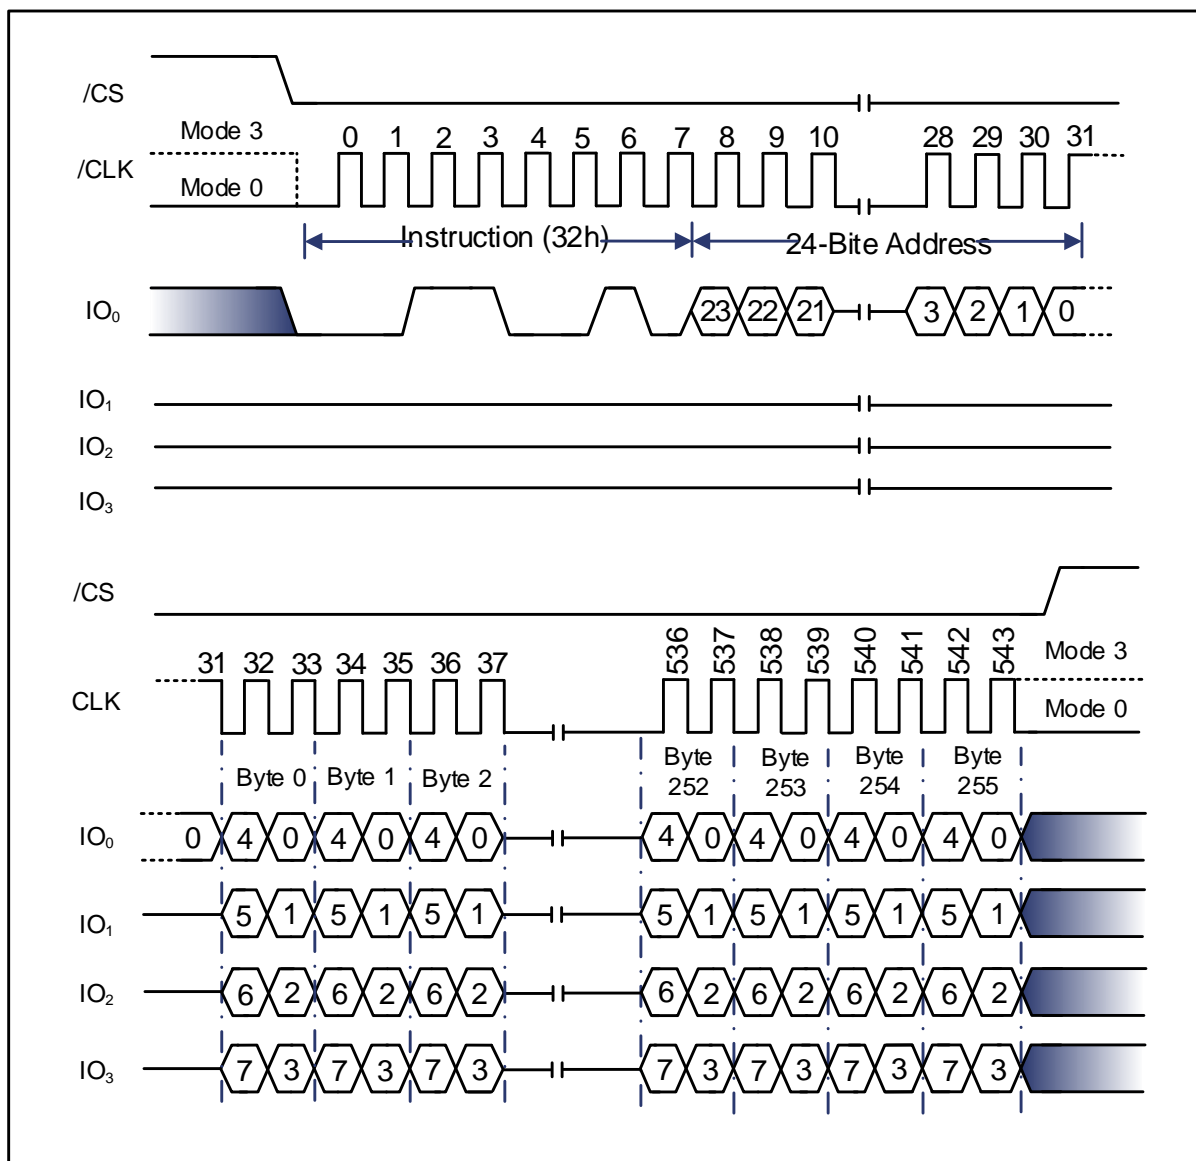 /CS
Mode 3
0 1 2 3 4 5 6 7 8 9 10 28 29 30 31
/CLK
Mode 0
Instruction (32h) 24-Bite Address
IO₀ 23 22 21 3 2 1 0
IO₁
IO₂
IO₃
/CS
31 32 33 34 35 36 37 536 537 538 539 540 541 542 543 Mode 3
CLK Mode 0
Byte 0 Byte 1 Byte 2 Byte 252 Byte 253 Byte 254 Byte 255
IO₀ 0 4 0 4 0 4 0 4 0 4 0 4 0 4 0
IO₁ 5 1 5 1 5 1 5 1 5 1 5 1 5 1
IO₂ 6 2 6 2 6 2 6 2 6 2 6 2 6 2
IO₃ 7 3 7 3 7 3 7 3 7 3 7 3 7 3